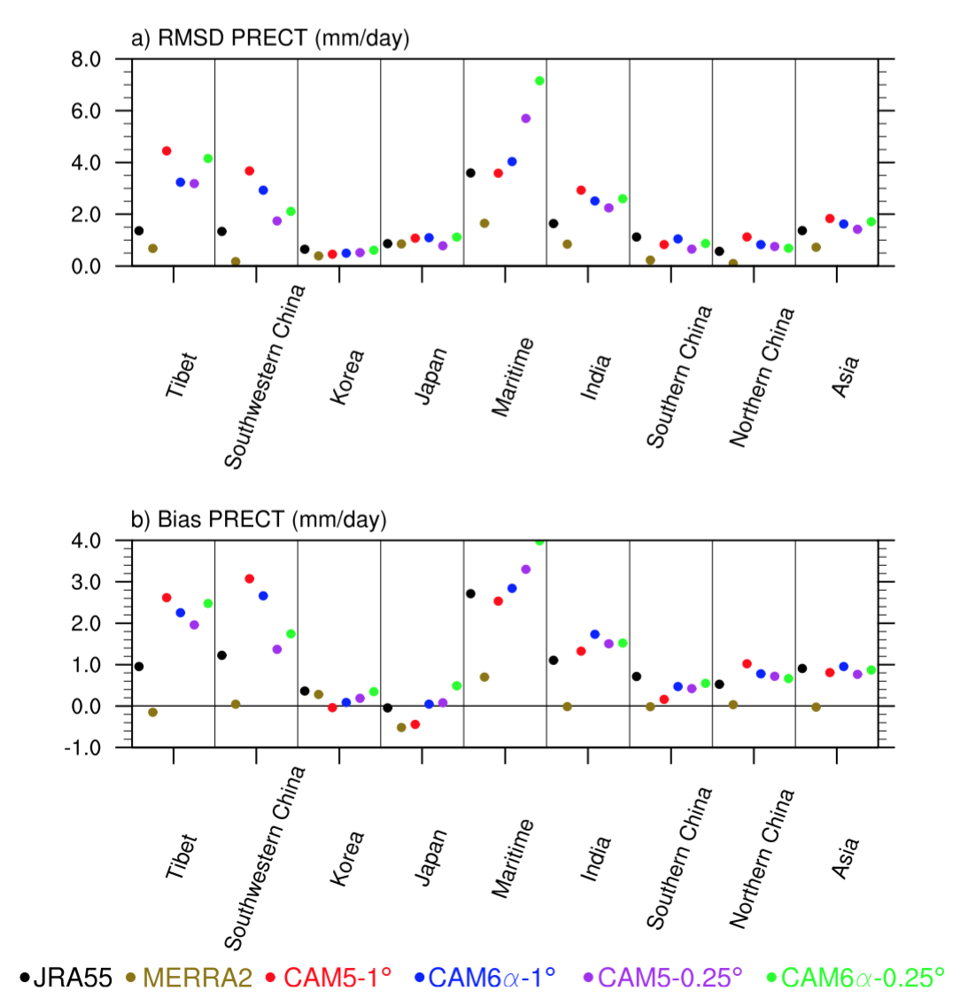 a) RMSD PRECT (mm/day)
8.0
6.0
4.0
2.0
0.0
Tibet
Southwestern China
Korea
Japan
Maritime
India
Southern China
Northern China
Asia
b) Bias PRECT (mm/day)
4.0
3.0
2.0
1.0
0.0
-1.0
Tibet
Southwestern China
Korea
Japan
Maritime
India
Southern China
Northern China
Asia
JRA55 MERRA2 CAM5-1° CAM6α-1° CAM5-0.25° CAM6α-0.25°